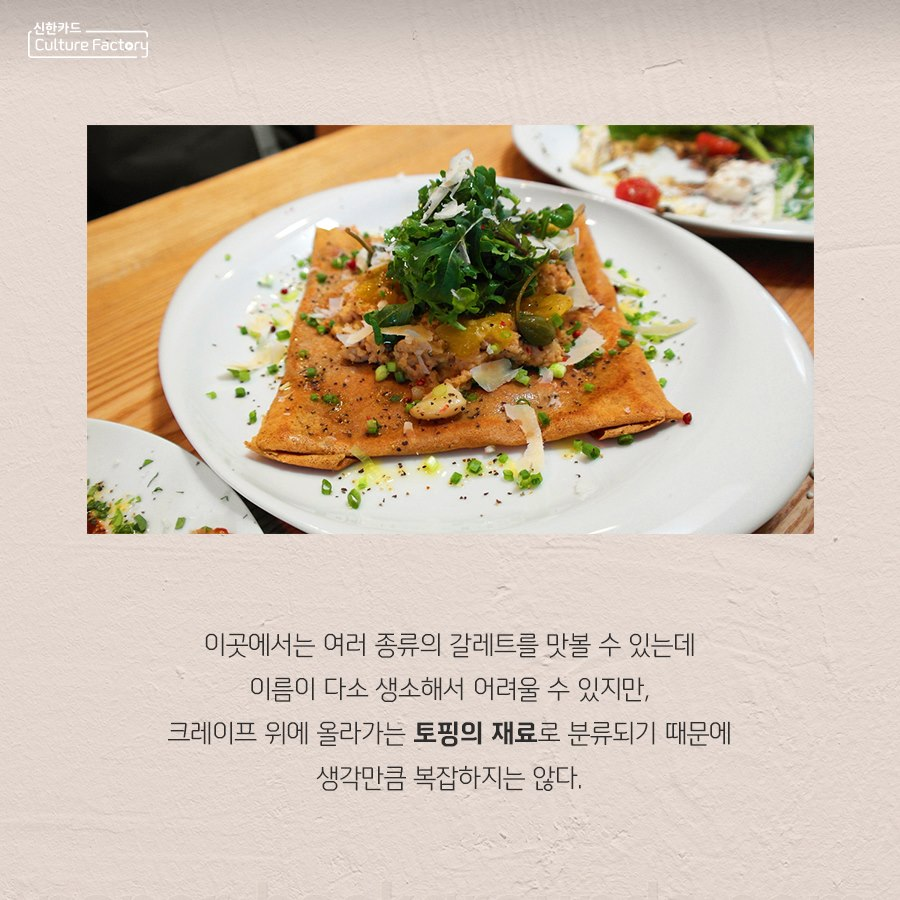 신한카드
Culture Factory
이곳에서는 여러 종류의 갈레트를 맛볼 수 있는데
이름이 다소 생소해서 어려울 수 있지만,
크레이프 위에 올라가는 토핑의 재료로 분류되기 때문에
생각만큼 복잡하지는 않다.